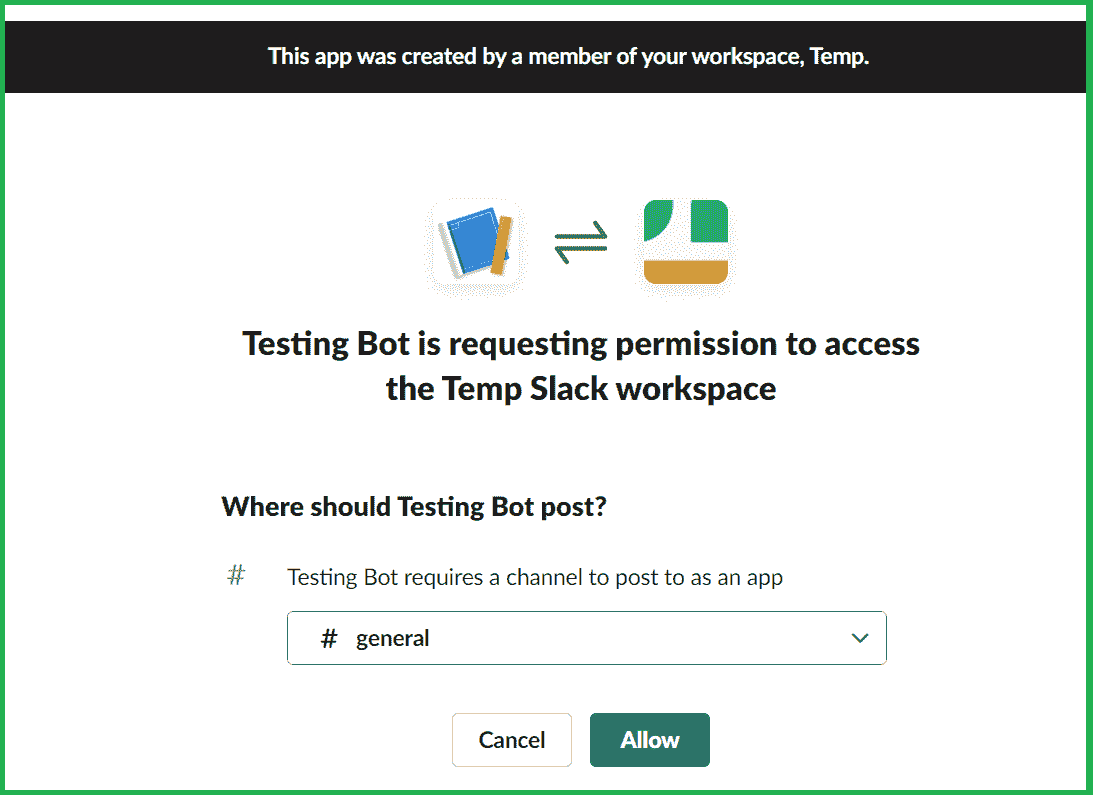 This app was created by a member of your workspace, Temp.
Testing Bot is requesting permission to access
the Temp Slack workspace
Where should Testing Bot post?
# Testing Bot requires a channel to post to as an app
# general
Cancel Allow